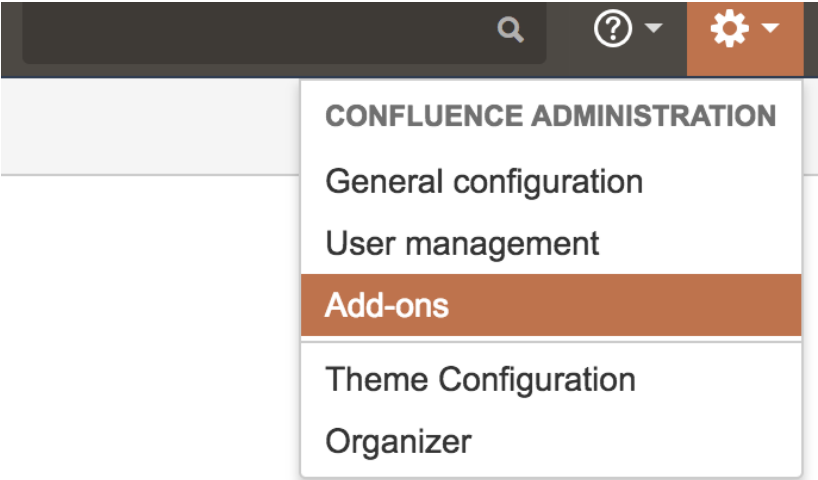 CONFLUENCE ADMINISTRATION
General configuration
User management
Add-ons
Theme Configuration
Organizer